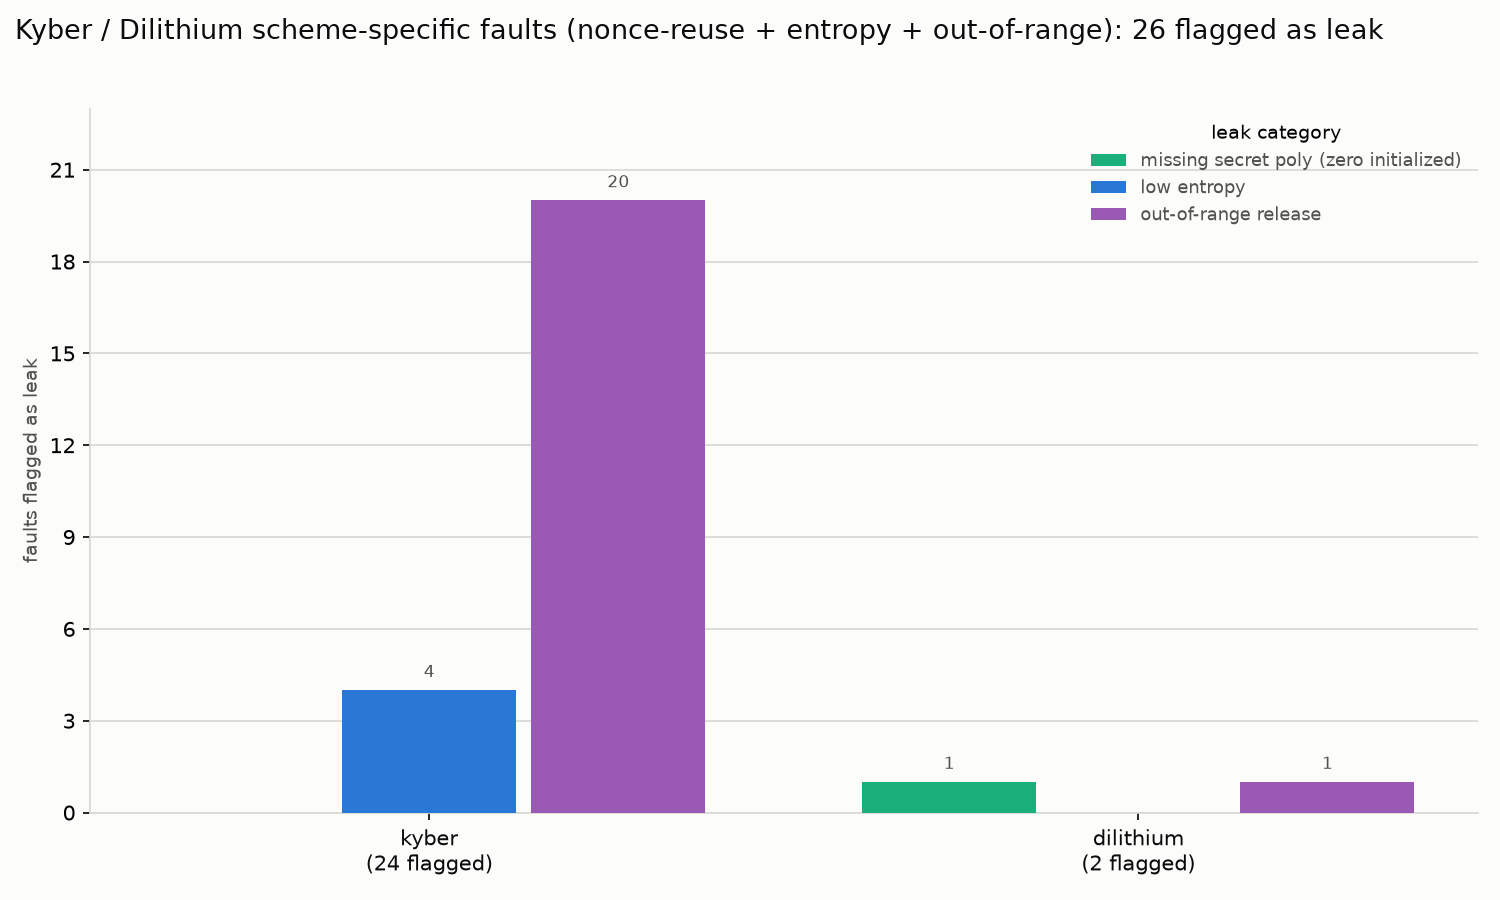 Kyber / Dilithium scheme-specific faults (nonce-reuse + entropy + out-of-range): 26 flagged as leak
leak category
missing secret poly (zero initialized)
low entropy
out-of-range release
faults flagged as leak
21
18
15
12
9
6
3
0
4
20
1
1
kyber
(24 flagged)
dilithium
(2 flagged)